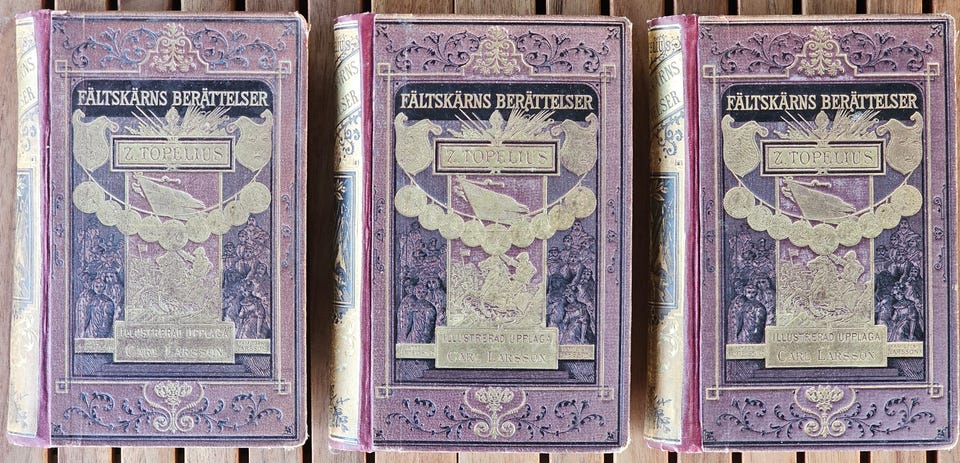 FÄLTSKÄRNS BERÄTTELSER
Z. TOPELIUS
ILLUSTRERAD UPPLAGA
CARL LARSSON
FÄLTSKÄRNS BERÄTTELSER
Z. TOPELIUS
ILLUSTRERAD UPPLAGA
CARL LARSSON
FÄLTSKÄRNS BERÄTTELSER
Z. TOPELIUS
ILLUSTRERAD UPPLAGA
CARL LARSSON